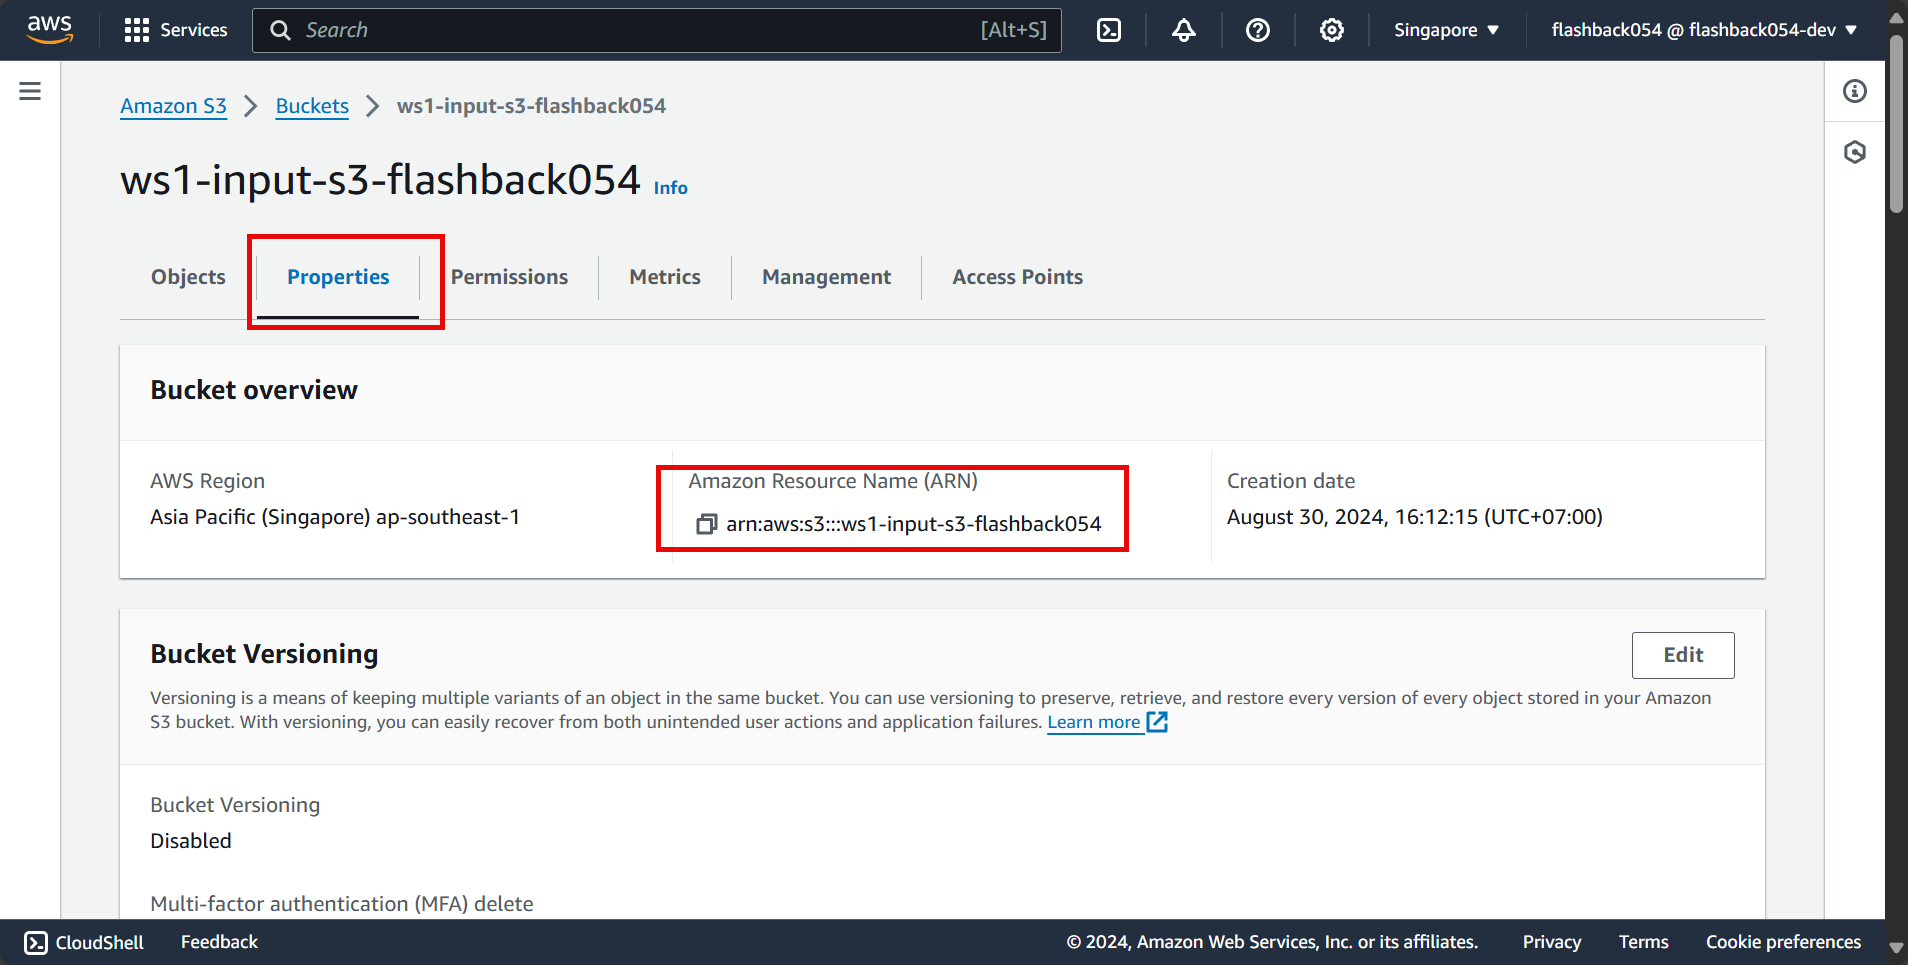 aws Services Search [Alt+S] Singapore flashback054 @ flashback054-dev
Amazon S3 Buckets ws1-input-s3-flashback054
ws1-input-s3-flashback054 Info
Objects Properties Permissions Metrics Management Access Points
Bucket overview
AWS Region
Asia Pacific (Singapore) ap-southeast-1
Amazon Resource Name (ARN)
arn:aws:s3:::ws1-input-s3-flashback054
Creation date
August 30, 2024, 16:12:15 (UTC+07:00)
Bucket Versioning
Edit
Versioning is a means of keeping multiple variants of an object in the same bucket. You can use versioning to preserve, retrieve, and restore every version of every object stored in your Amazon
S3 bucket. With versioning, you can easily recover from both unintended user actions and application failures. Learn more
Bucket Versioning
Disabled
Multi-factor authentication (MFA) delete
CloudShell Feedback © 2024, Amazon Web Services, Inc. or its affiliates. Privacy Terms Cookie preferences